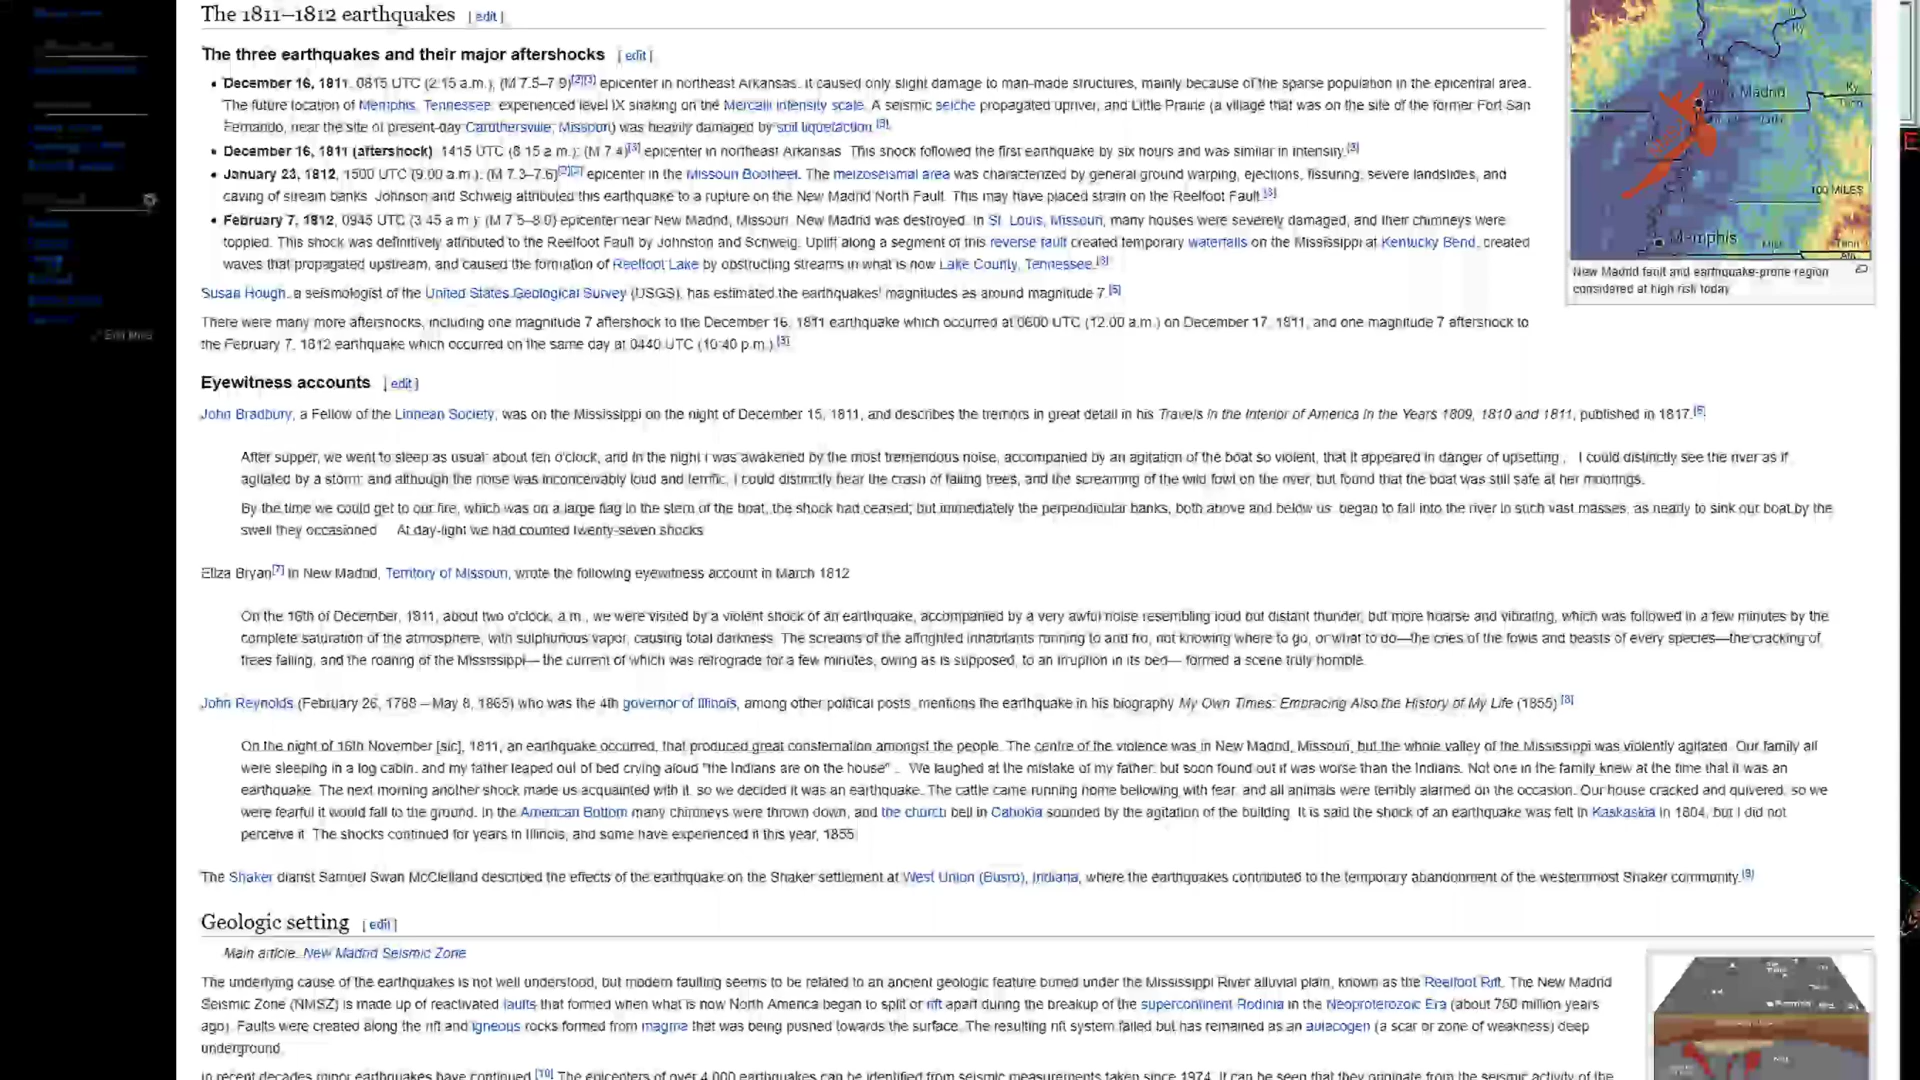 The 1811–1812 earthquakes [ edit ]
The three earthquakes and their major aftershocks [ edit ]
• December 16, 1811, 0815 UTC (2:15 a.m.); (M 7.5–7.9)[2][3] epicenter in northeast Arkansas. It caused only slight damage to man-made structures, mainly because of the sparse population in the epicentral area.
The future location of Memphis, Tennessee, experienced level IX shaking on the Mercalli intensity scale. A seismic seiche propagated upriver, and Little Prairie (a village that was on the site of the former Fort San
Fernando, near the site of present-day Caruthersville, Missouri) was heavily damaged by soil liquefaction.[3]
• December 16, 1811 (aftershock) 1415 UTC (8:15 a.m.); (M 7.4)[3] epicenter in northeast Arkansas. This shock followed the first earthquake by six hours and was similar in intensity.[3]
• January 23, 1812, 1500 UTC (9:00 a.m.); (M 7.3–7.6) epicenter in the Missouri Bootheel. The meizoseismal area was characterized by general ground warping, ejections, fissuring, severe landslides, and
caving of stream banks. Johnson and Schweig attributed this earthquake to a rupture on the New Madrid North Fault. This may have placed strain on the Reelfoot Fault.[3]
• February 7, 1812, 0945 UTC (3:45 a.m.); (M 7.5–8.0) epicenter near New Madrid, Missouri. New Madrid was destroyed. In St. Louis, Missouri, many houses were severely damaged, and their chimneys were
toppled. This shock was definitively attributed to the Reelfoot Fault by Johnston and Schweig. Uplift along a segment of this reverse fault created temporary waterfalls on the Mississippi at Kentucky Bend, created
waves that propagated upstream, and caused the formation of Reelfoot Lake by obstructing streams in what is now Lake County, Tennessee.[3]
Madrid
Ky
Tenn
100 MILES
Memphis
New Madrid fault and earthquake-prone region
considered at high risk today
Susan Hough, a seismologist of the United States Geological Survey (USGS), has estimated the earthquakes' magnitudes as around magnitude 7.[5]
There were many more aftershocks, including one magnitude 7 aftershock to the December 16, 1811 earthquake which occurred at 0600 UTC (12:00 a.m.) on December 17, 1811, and one magnitude 7 aftershock to
the February 7, 1812 earthquake which occurred on the same day at 0440 UTC (10:40 p.m.).[3]
Eyewitness accounts [ edit ]
John Bradbury, a Fellow of the Linnean Society, was on the Mississippi on the night of December 15, 1811, and describes the tremors in great detail in his Travels in the Interior of America in the Years 1809, 1810 and 1811, published in 1817.[6]
After supper, we went to sleep as usual: about ten o'clock, and in the night I was awakened by the most tremendous noise, accompanied by an agitation of the boat so violent, that it appeared in danger of upsetting . I could distinctly see the river as if
agitated by a storm; and although the noise was inconceivably loud and terrific, I could distinctly hear the crash of falling trees, and the screaming of the wild fowl on the river, but found that the boat was still safe at her moorings.
By the time we could get to our fire, which was on a large flag in the stern of the boat, the shock had ceased; but immediately the perpendicular banks, both above and below us, began to fall into the river in such vast masses, as nearly to sink our boat by the
swell they occasioned At day-light we had counted twenty-seven shocks
Eliza Bryan[7] in New Madrid, Territory of Missouri, wrote the following eyewitness account in March 1812
On the 16th of December, 1811, about two o'clock, a.m., we were visited by a violent shock of an earthquake, accompanied by a very awful noise resembling loud but distant thunder, but more hoarse and vibrating, which was followed in a few minutes by the
complete saturation of the atmosphere, with sulphurious vapor, causing total darkness. The screams of the affrighted inhabitants running to and fro, not knowing where to go, or what to do—the cries of the fowls and beasts of every species—the cracking of
trees falling, and the roaring of the Mississippi— the current of which was retrograde for a few minutes, owing as is supposed, to an irruption in its bed— formed a scene truly horrible.
John Reynolds (February 26, 1788 – May 8, 1865) who was the 4th governor of Illinois, among other political posts, mentions the earthquake in his biography My Own Times: Embracing Also the History of My Life (1855)
On the night of 16th November [sic], 1811, an earthquake occurred, that produced great consternation amongst the people. The centre of the violence was in New Madrid, Missouri, but the whole valley of the Mississippi was violently agitated. Our family all
were sleeping in a log cabin, and my father leaped out of bed crying aloud "the Indians are on the house" .. We laughed at the mistake of my father, but soon found out it was worse than the Indians. Not one in the family knew at the time that it was an
earthquake. The next morning another shock made us acquainted with it, so we decided it was an earthquake. The cattle came running home bellowing with fear, and all animals were terribly alarmed on the occasion. Our house cracked and quivered, so we
were fearful it would fall to the ground. In the American Bottom many chimneys were thrown down, and the church bell in Cahokia sounded by the agitation of the building. It is said the shock of an earthquake was felt in Kaskaskia in 1804, but I did not
perceive it. The shocks continued for years in Illinois, and some have experienced it this year, 1855
The Shaker diarist Samuel Swan McClelland described the effects of the earthquake on the Shaker settlement at West Union (Busro), Indiana, where the earthquakes contributed to the temporary abandonment of the westernmost Shaker community.[9]
Geologic setting [ edit ]
Main article: New Madrid Seismic Zone
The underlying cause of the earthquakes is not well understood, but modern faulting seems to be related to an ancient geologic feature buried under the Mississippi River alluvial plain, known as the Reelfoot Rift. The New Madrid
Seismic Zone (NMSZ) is made up of reactivated faults that formed when what is now North America began to split or rift apart during the breakup of the supercontinent Rodinia in the Neoproterozoic Era (about 750 million years
ago). Faults were created along the rift and igneous rocks formed from magma that was being pushed towards the surface. The resulting rift system failed but has remained as an aulacogen (a scar or zone of weakness) deep
underground.
In recent decades minor earthquakes have continued.[10] The epicenters of over 4,000 earthquakes can be identified from seismic measurements taken since 1974. It can be seen that they originate from the seismic activity of the